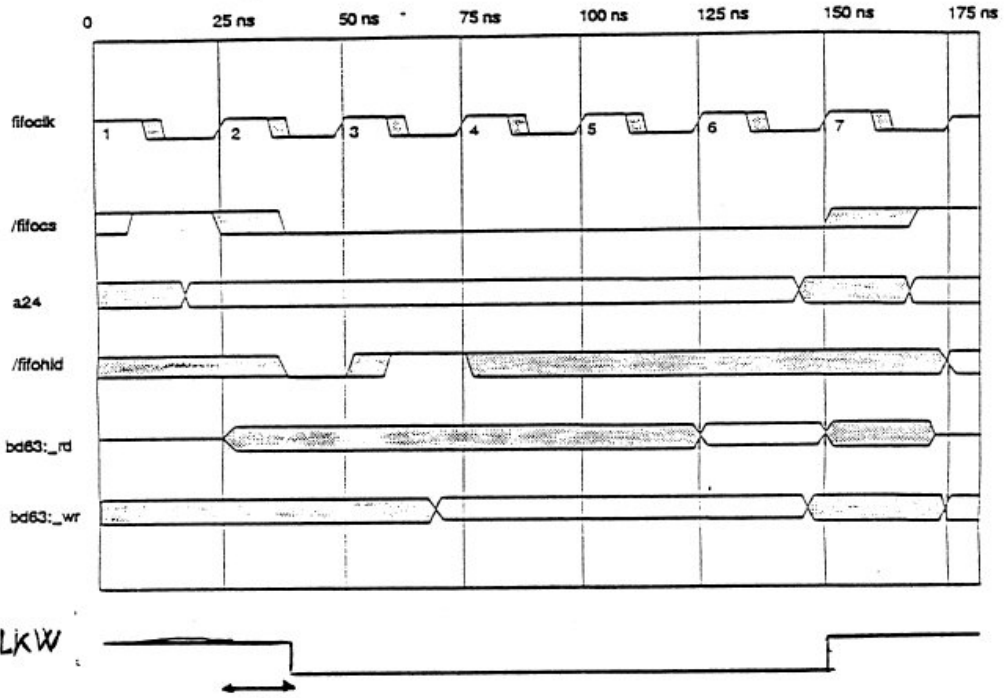 0 25 ns 50 ns 75 ns 100 ns 125 ns 150 ns 175 ns
fifoclk 1 2 3 4 5 6 7
/fifocs
a24
/fifohld
bd63:_rd
bd63:_wr
LKW